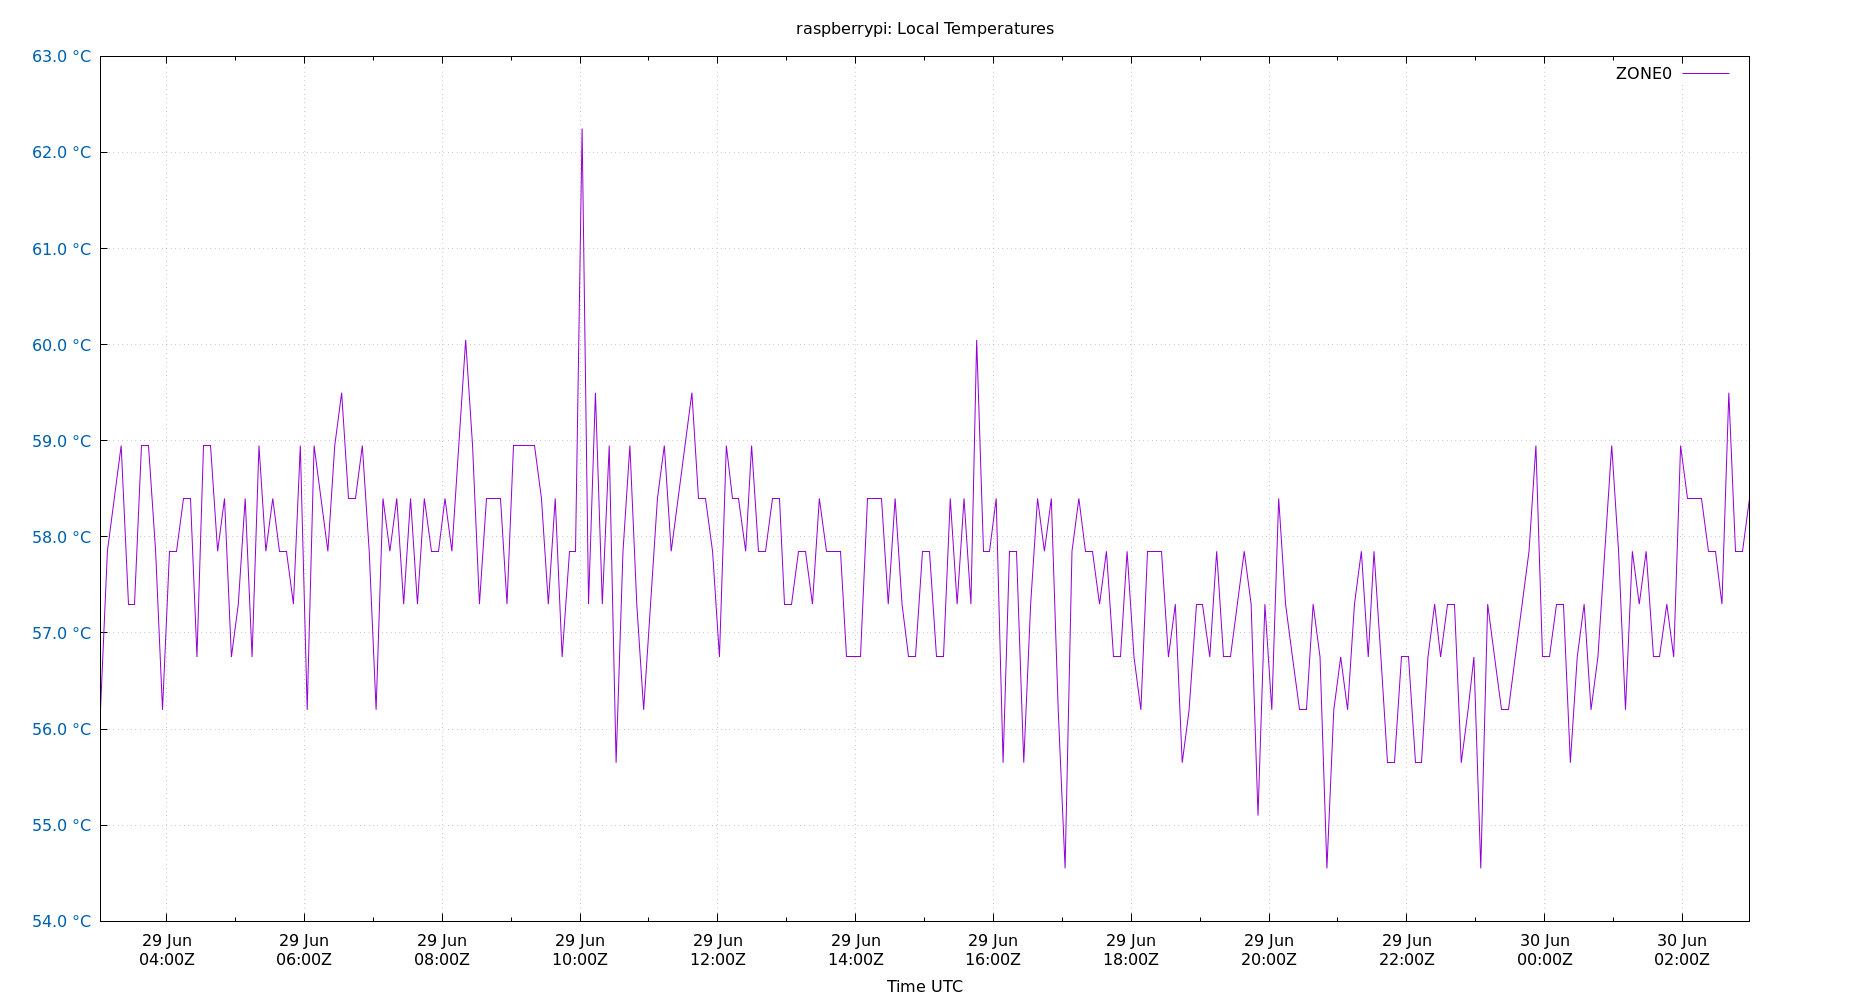 raspberrypi: Local Temperatures
63.0 °C
62.0 °C
61.0 °C
60.0 °C
59.0 °C
58.0 °C
57.0 °C
56.0 °C
55.0 °C
54.0 °C
ZONE0
29 Jun
04:00Z
29 Jun
06:00Z
29 Jun
08:00Z
29 Jun
10:00Z
29 Jun
12:00Z
29 Jun
14:00Z
29 Jun
16:00Z
29 Jun
18:00Z
29 Jun
20:00Z
29 Jun
22:00Z
30 Jun
00:00Z
30 Jun
02:00Z
Time UTC